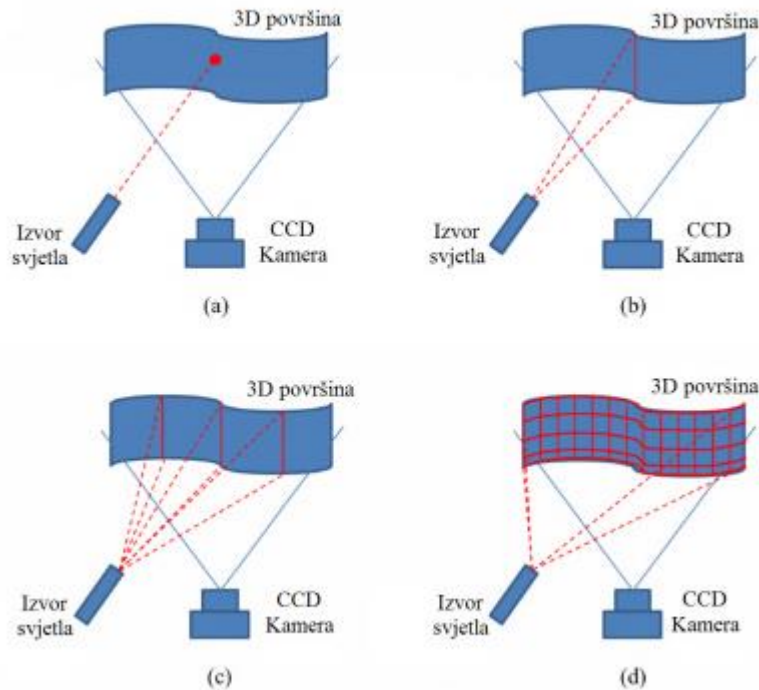 3D površina
Izvor
svjetla
CCD
Kamera
(a)
3D površina
Izvor
svjetla
CCD
Kamera
(b)
3D površina
Izvor
svjetla
CCD
Kamera
(c)
3D površina
Izvor
svjetla
CCD
Kamera
(d)